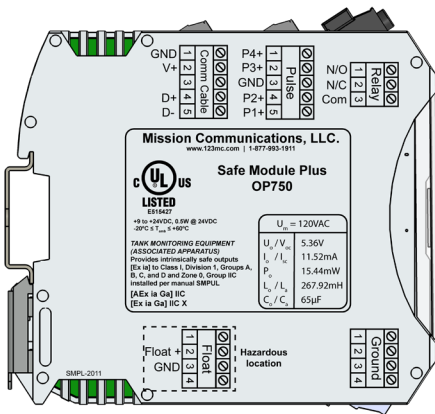 GND 1 Comm Cable
V+ 2
3
D+ 4
D- 5
P4+ 1 Pulse
P3+ 2
GND 3
P2+ 4
P1+ 5
N/O 1 Relay
N/C 2
Com 3
Mission Communications, LLC.
www.123mc.com | 1-877-993-1911
C UL US
LISTED
E515427
Safe Module Plus
OP750
+9 to +24VDC, 0.5W @ 24VDC
-20ºC ≤ Tamb ≤ +60ºC
TANK MONITORING EQUIPMENT
(ASSOCIATED APPARATUS)
Provides intrinsically safe outputs
[Ex ia] to Class I, Division 1, Groups A,
B, C, and D and Zone 0, Group IIC
installed per manual SMPUL
[AEx ia Ga] IIC
[Ex ia Ga] IIC X
Um = 120VAC
Uo / Voc 5.36V
Io / Isc 11.52mA
Po 15.44mW
Lo / La 267.92mH
Co / Ca 65µF
1 Float
Float + 2
GND 3
4
Hazardous
location
1 Ground
2
3
4
SMPL-2011